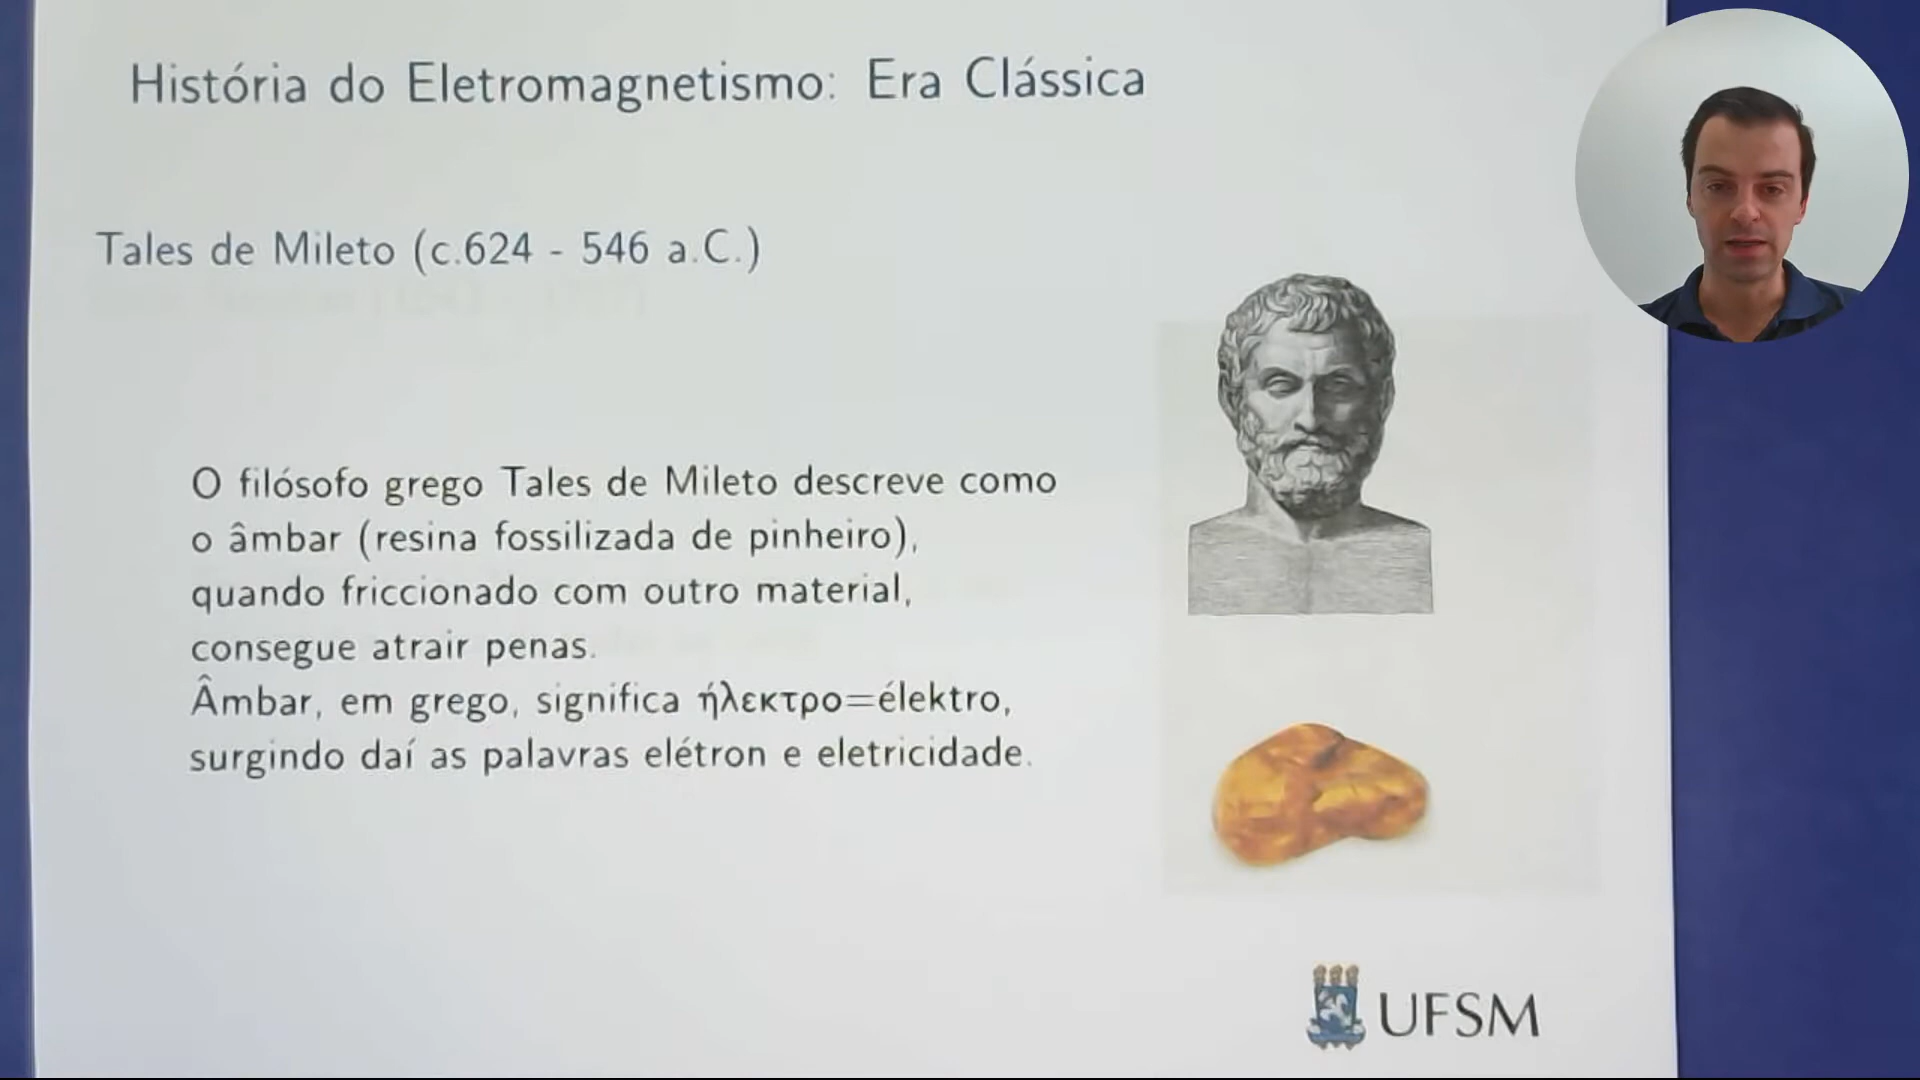 História do Eletromagnetismo: Era Clássica
Tales de Mileto (c.624 - 546 a.C.)
O filósofo grego Tales de Mileto descreve como
o âmbar (resina fossilizada de pinheiro),
quando friccionado com outro material,
consegue atrair penas.
Âmbar, em grego, significa ήλεκτρο=élektro,
surgindo daí as palavras elétron e eletricidade.
UFSM